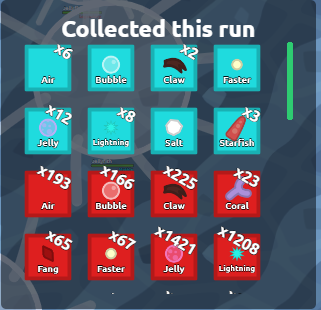 Collected this run
x6 x2
Air Bubble Claw Faster
x12 x8 x3
Jelly Lightning Salt Starfish
x193 x166 x225 x23
Air Bubble Claw Coral
x65 x67 x1421 x1208
Fang Faster Jelly Lightning